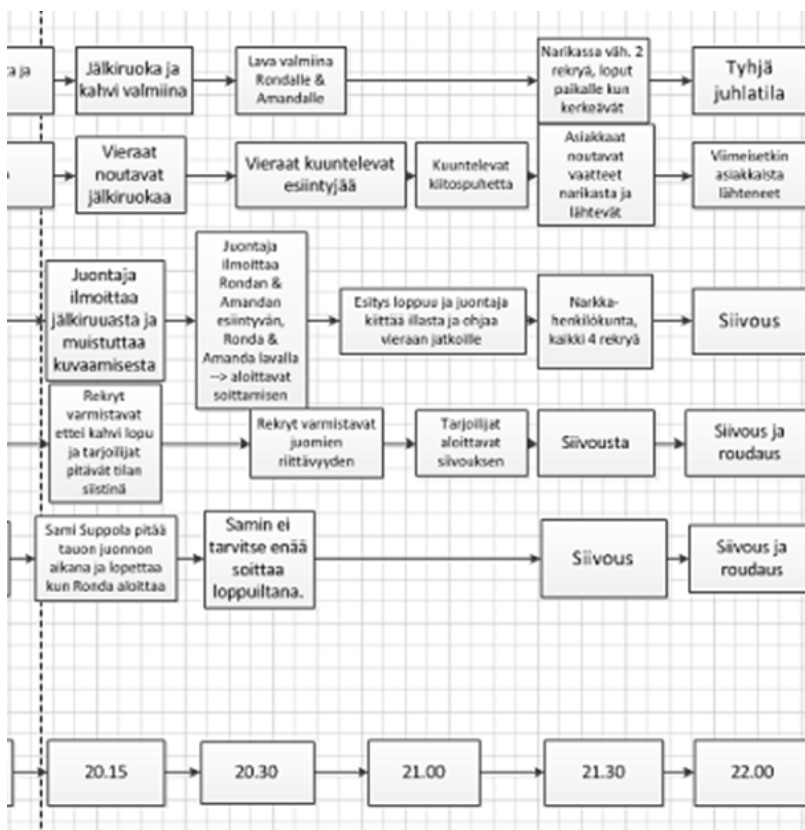 ta ja
Jälkiruoka ja
kahvi valmiina
Lava valmiina
Rondalle &
Amandalle
Narikassa väh. 2
rekryä, loput
paikalle kun
kerkeävät
Tyhjä
juhlatila
Vieraat
noutavat
jälkiruokaa
Vieraat kuuntelevat
esiintyjää
Kuuntelevat
kiitospuhetta
Asiakkaat
noutavat
vaatteet
narikasta ja
lähtevät
Viimeisetkin
asiakkaista
lähteneet
Juontaja
ilmoittaa
jälkiruuasta ja
muistuttaa
kuvaamisesta
Juontaja
ilmoittaa
Rondan &
Amandan
esiintyvän,
Ronda &
Amanda lavalla
--> aloittavat
soittamisen
Esitys loppuu ja juontaja
kiittää illasta ja ohjaa
vieraan jatkoille
Narkka-
henkilökunta,
kaikki 4 rekryä
Siivous
Rekryt
varmistavat
ettei kahvi lopu
ja tarjoilijat
pitävät tilan
siistinä
Rekryt varmistavat
juomien
riittävyyden
Tarjoilijat
aloittavat
siivouksen
Siivousta
Siivous ja
roudaus
Sami Suppola pitää
tauon juonnon
aikana ja lopettaa
kun Ronda aloittaa
Samin ei
tarvitse enää
soittaa
loppuiltana.
Siivous
Siivous ja
roudaus
20.15
20.30
21.00
21.30
22.00